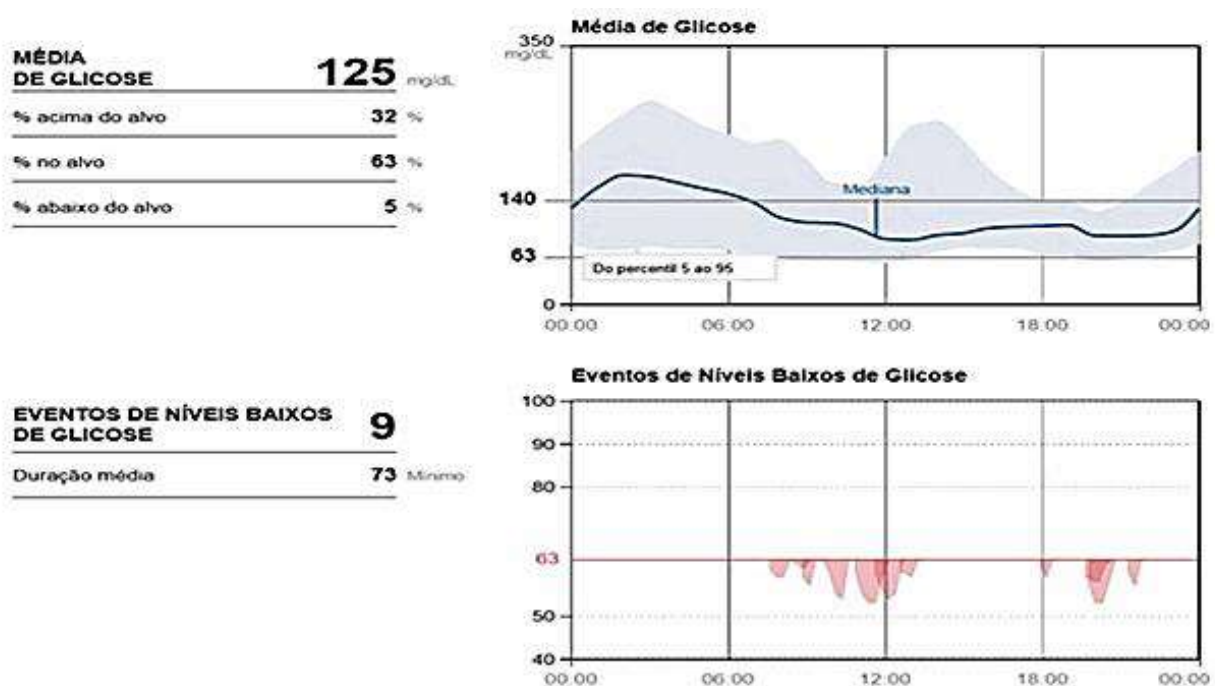 MÉDIA
DE GLICOSE 125 mg/dL
% acima do alvo 32 %
% no alvo 63 %
% abaixo do alvo 5 %
Média de Glicose
350
mg/dL
140
63
0
Mediana
Do percentil 5 ao 95
00:00 06:00 12:00 18:00 00:00
EVENTOS DE NÍVEIS BAIXOS
DE GLICOSE 9
Duração média 73 Mínimo
Eventos de Níveis Baixos de Glicose
100
90
80
63
50
40
00:00 06:00 12:00 18:00 00:00